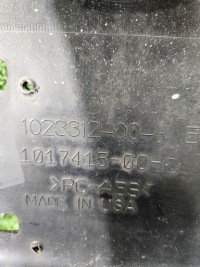 1023312-00-
1017415-00-
>PC-ABS<
MADE IN USA